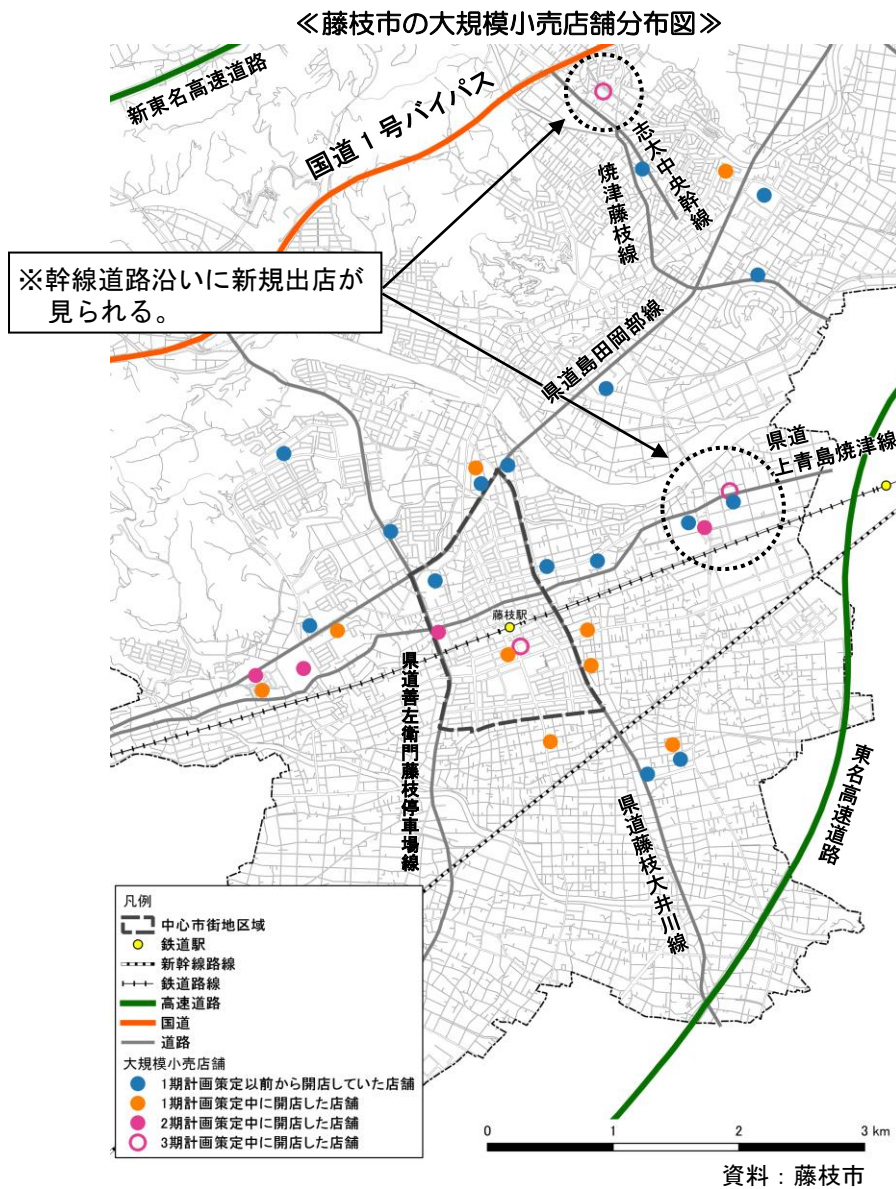 ≪藤枝市の大規模小売店舗分布図≫
新東名高速道路
国道1号バイパス
志太中央幹線
焼津藤枝線
※幹線道路沿いに新規出店が
見られる。
県道島田岡部線
県道
上青島焼津線
藤枝駅
県道善左衛門藤枝停車場線
県道藤枝大井川線
東名高速道路
凡例
中心市街地区域
鉄道駅
新幹線路線
鉄道路線
高速道路
国道
道路
大規模小売店舗
1期計画策定以前から開店していた店舗
1期計画策定中に開店した店舗
2期計画策定中に開店した店舗
3期計画策定中に開店した店舗
0 1 2 3 km
資料：藤枝市